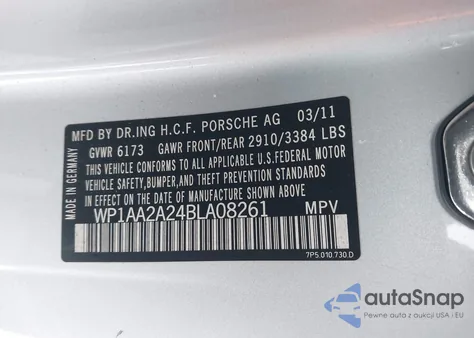 MFD BY DR.ING H.C.F. PORSCHE AG 03/11
GVWR 6173 GAWR FRONT/REAR 2910/3384 LBS
THIS VEHICLE CONFORMS TO ALL APPLICABLE U.S.FEDERAL MOTOR
VEHICLE SAFETY,BUMPER, AND THEFT PREVENTION STANDARDS
IN EFFECT ON THE DATE OF MANUFACTURE SHOWN ABOVE
WP1AA2A24BLA08261 MPV
MADE IN GERMANY
7P5.010.730.D
autoSnap
Pewne auta z USA i EU